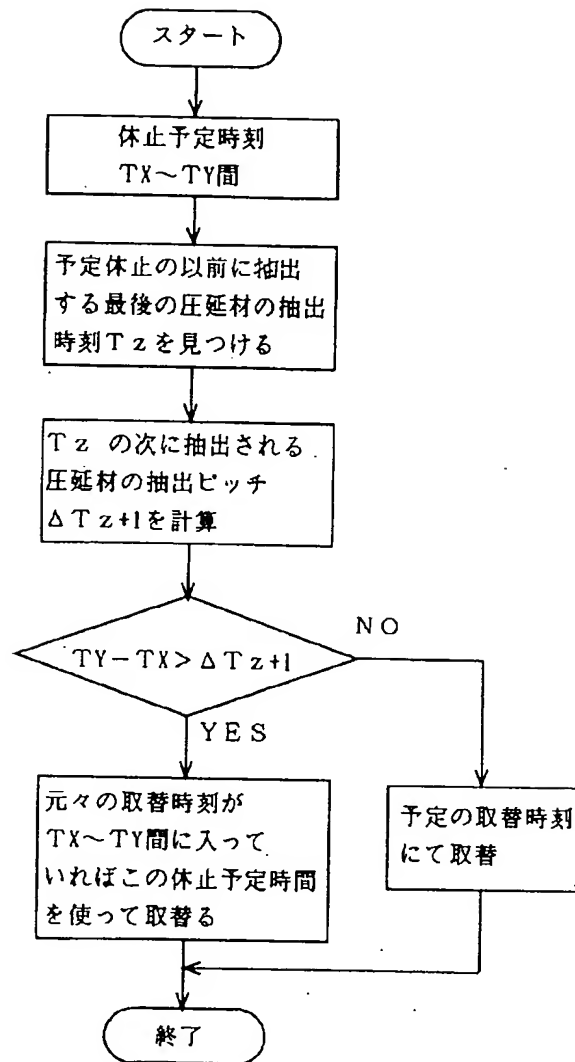 スタート
休止予定時刻
TX～TY間
予定休止の以前に抽出
する最後の圧延材の抽出
時刻Tzを見つける
Tz の次に抽出される
圧延材の抽出ピッチ
ΔTz+1を計算
TY－TX>ΔTz+1
NO
YES
元々の取替時刻が
TX～TY間に入って
いればこの休止予定時間
を使って取替る
予定の取替時刻
にて取替
終了